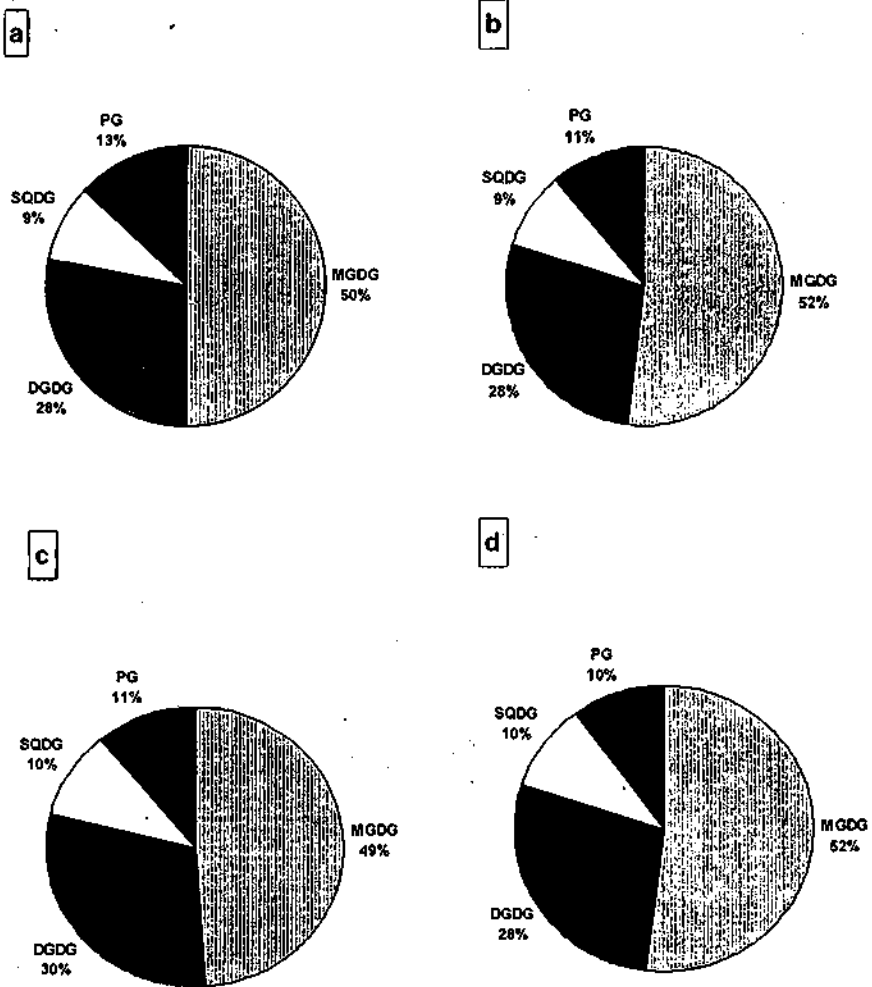 a
PG
13%
SQDG
9%
MGDG
50%
DGDG
28%
b
PG
11%
SQDG
9%
MGDG
52%
DGDG
28%
c
PG
11%
SQDG
10%
MGDG
49%
DGDG
30%
d
PG
10%
SQDG
10%
MGDG
52%
DGDG
28%